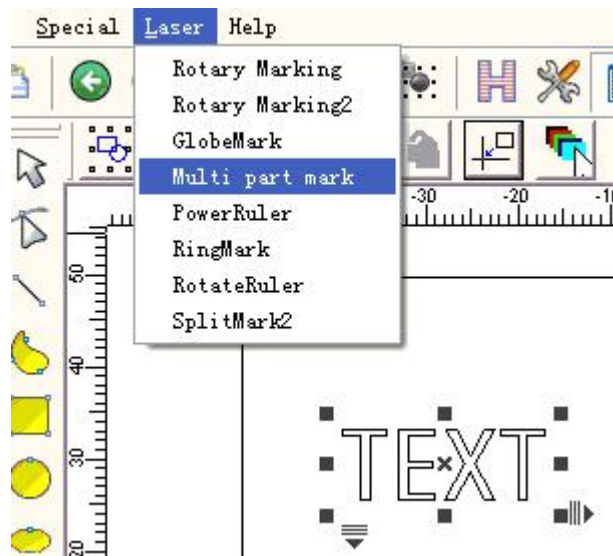 Special Laser Help
Rotary Marking
Rotary Marking2
GlobeMark
Multi part mark
PowerRuler
RingMark
RotateRuler
SplitMark2
-30 -20
50
40
30
20
TEXT